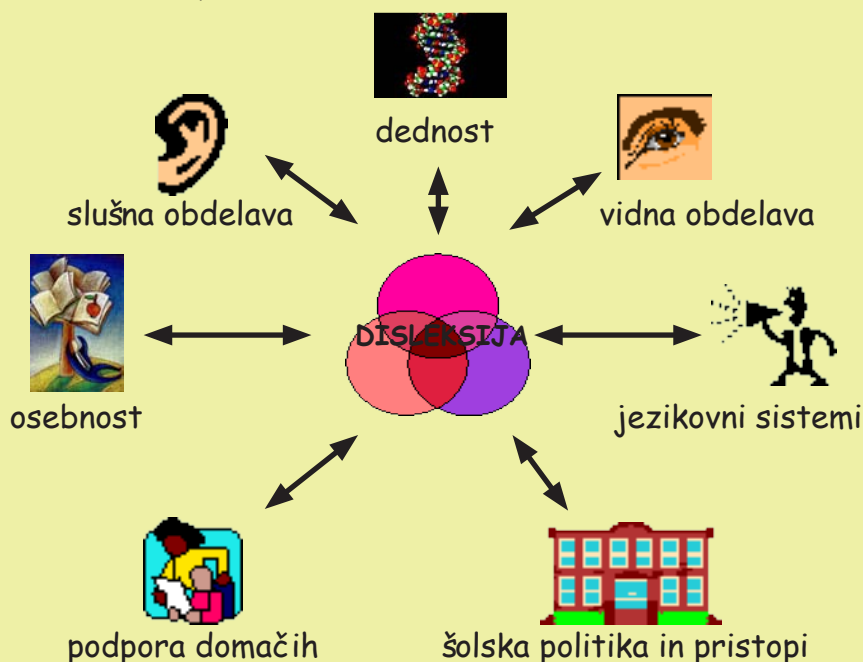 dednost
slušna obdelava
vidna obdelava
DISLEKSIJA
osebnost
jezikovni sistemi
podpora domačih
šolska politika in pristopi